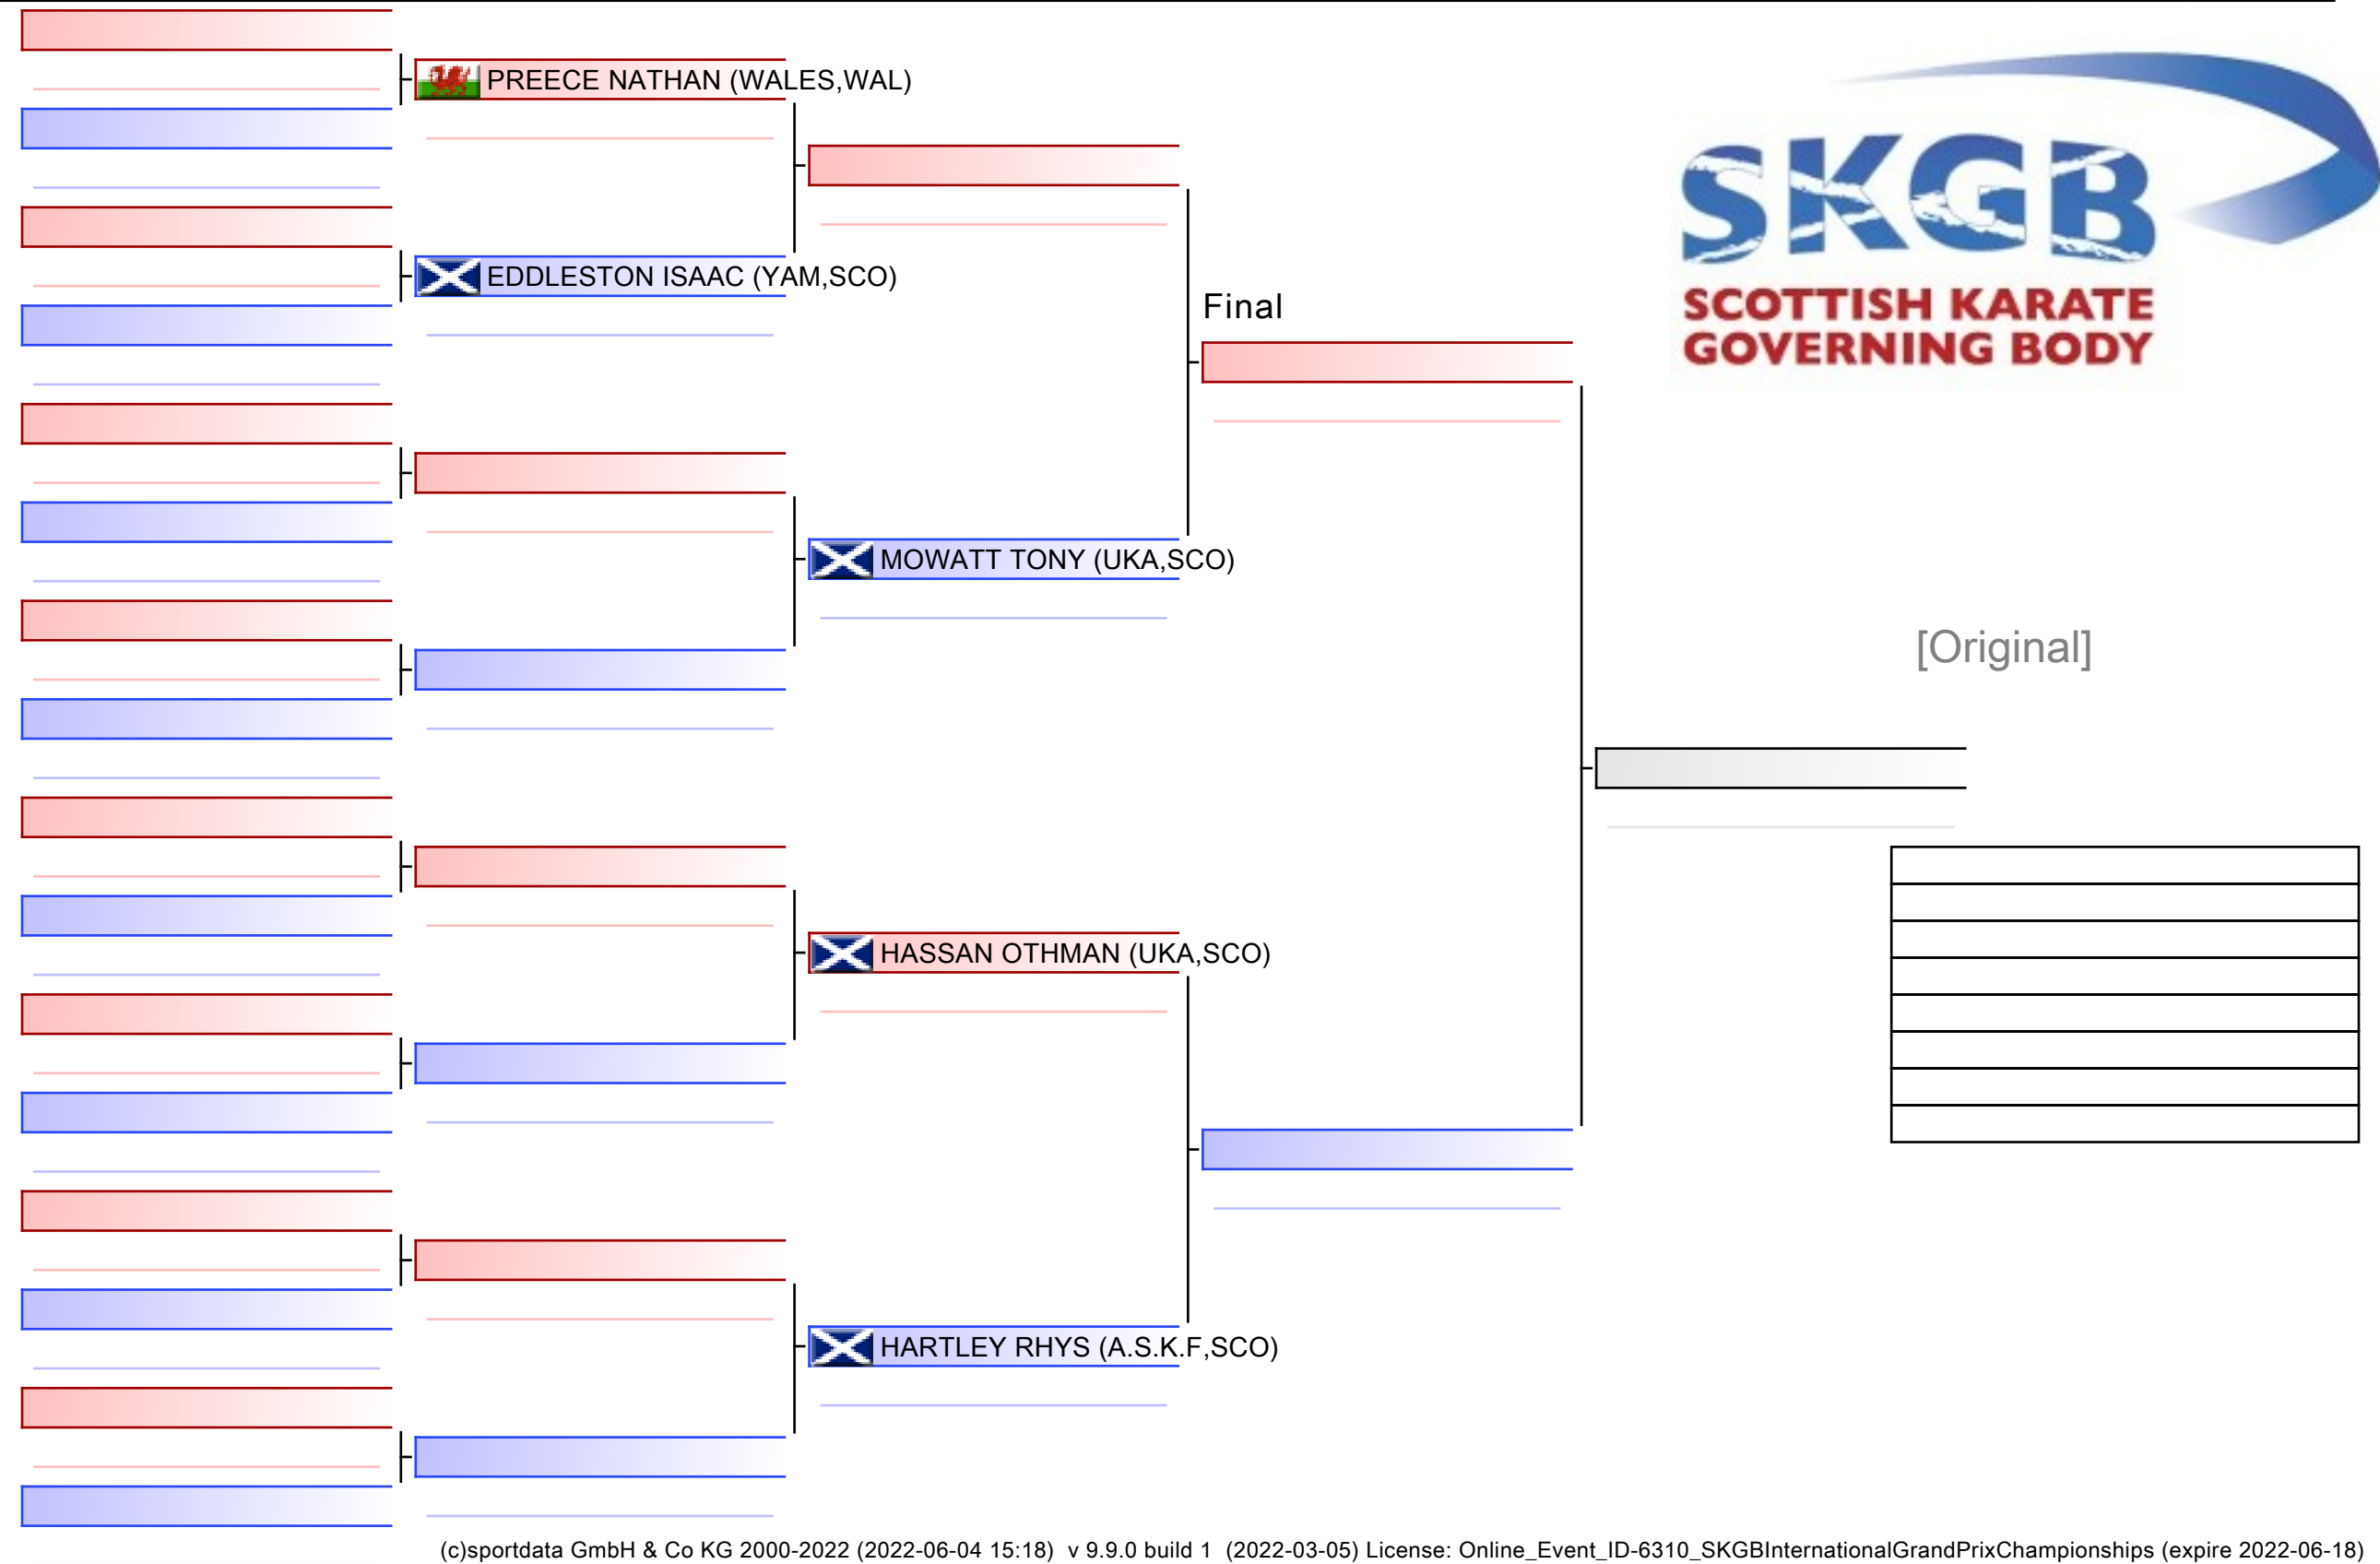 PREECE NATHAN (WALES,WAL)
SKGB
SCOTTISH KARATE
GOVERNING BODY
EDDLESTON ISAAC (YAM,SCO)
Final
MOWATT TONY (UKA,SCO)
[Original]
HASSAN OTHMAN (UKA,SCO)
HARTLEY RHYS (A.S.K.F,SCO)
(c)sportdata GmbH & Co KG 2000-2022 (2022-06-04 15:18) v 9.9.0 build 1 (2022-03-05) License: Online_Event_ID-6310_SKGBInternationalGrandPrixChampionships (expire 2022-06-18)